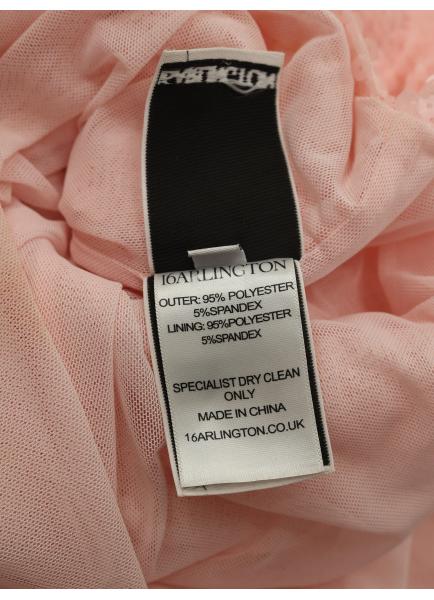 16ARLINGTON
OUTER: 95% POLYESTER
5%SPANDEX
LINING: 95%POLYESTER
5%SPANDEX
SPECIALIST DRY CLEAN
ONLY
MADE IN CHINA
16ARLINGTON.CO.UK